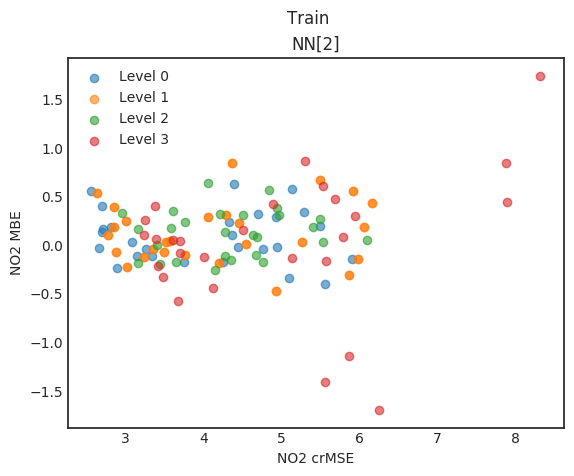 Train
NN[2]
Level 0
Level 1
Level 2
Level 3
1.5
1.0
0.5
0.0
−0.5
−1.0
−1.5
NO2 MBE
3 4 5 6 7 8
NO2 crMSE